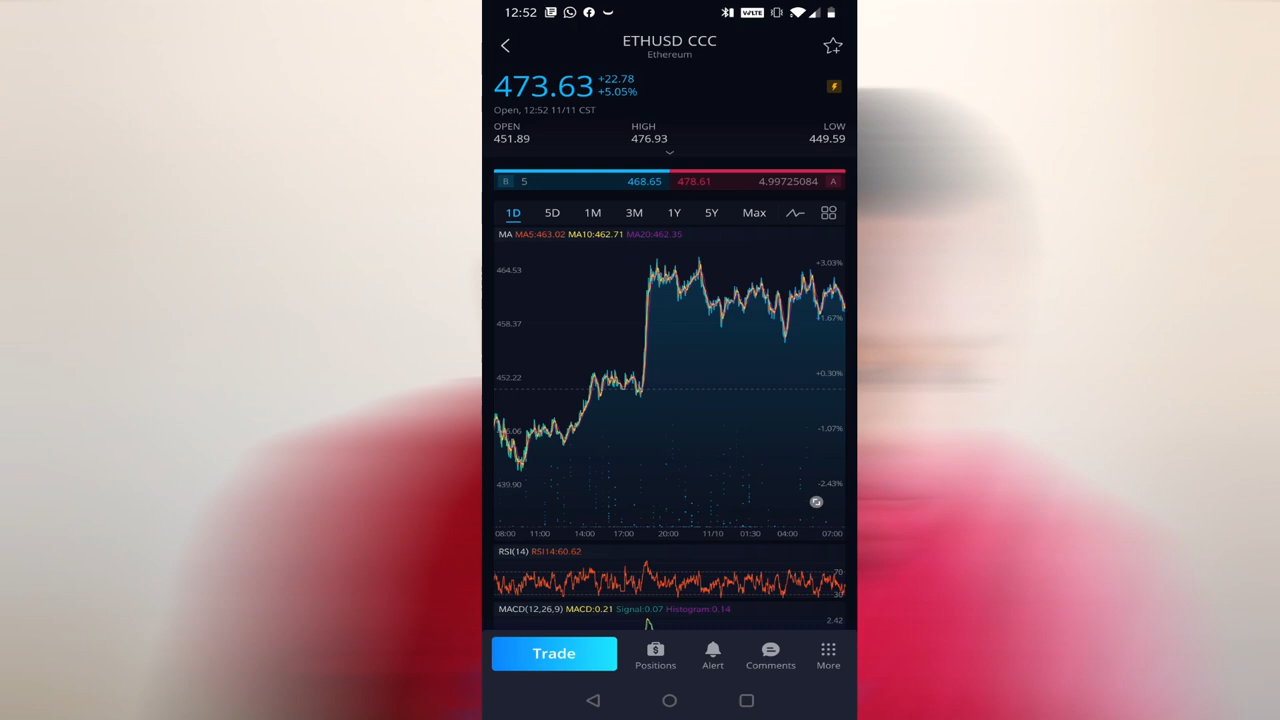 12:52 VoLTE
ETHUSD CCC
Ethereum
473.63 +22.78
+5.05%
Open, 12:52 11/11 CST
OPEN HIGH LOW
451.89 476.93 449.59
B 5 468.65 478.61 4.99725084 A
1D 5D 1M 3M 1Y 5Y Max
MA MA5:463.02 MA10:462.71 MA20:462.35
+3.03%
464.53
+1.67%
458.37
+0.30%
452.22
-1.07%
-2.43%
439.90
08:00 11:00 14:00 17:00 20:00 11/10 01:30 04:00 07:00
RSI(14) RSI14:60.62
70
30
MACD(12,26,9) MACD:0.21 Signal:0.07 Histogram:0.14
2.42
Trade Positions Alert Comments More